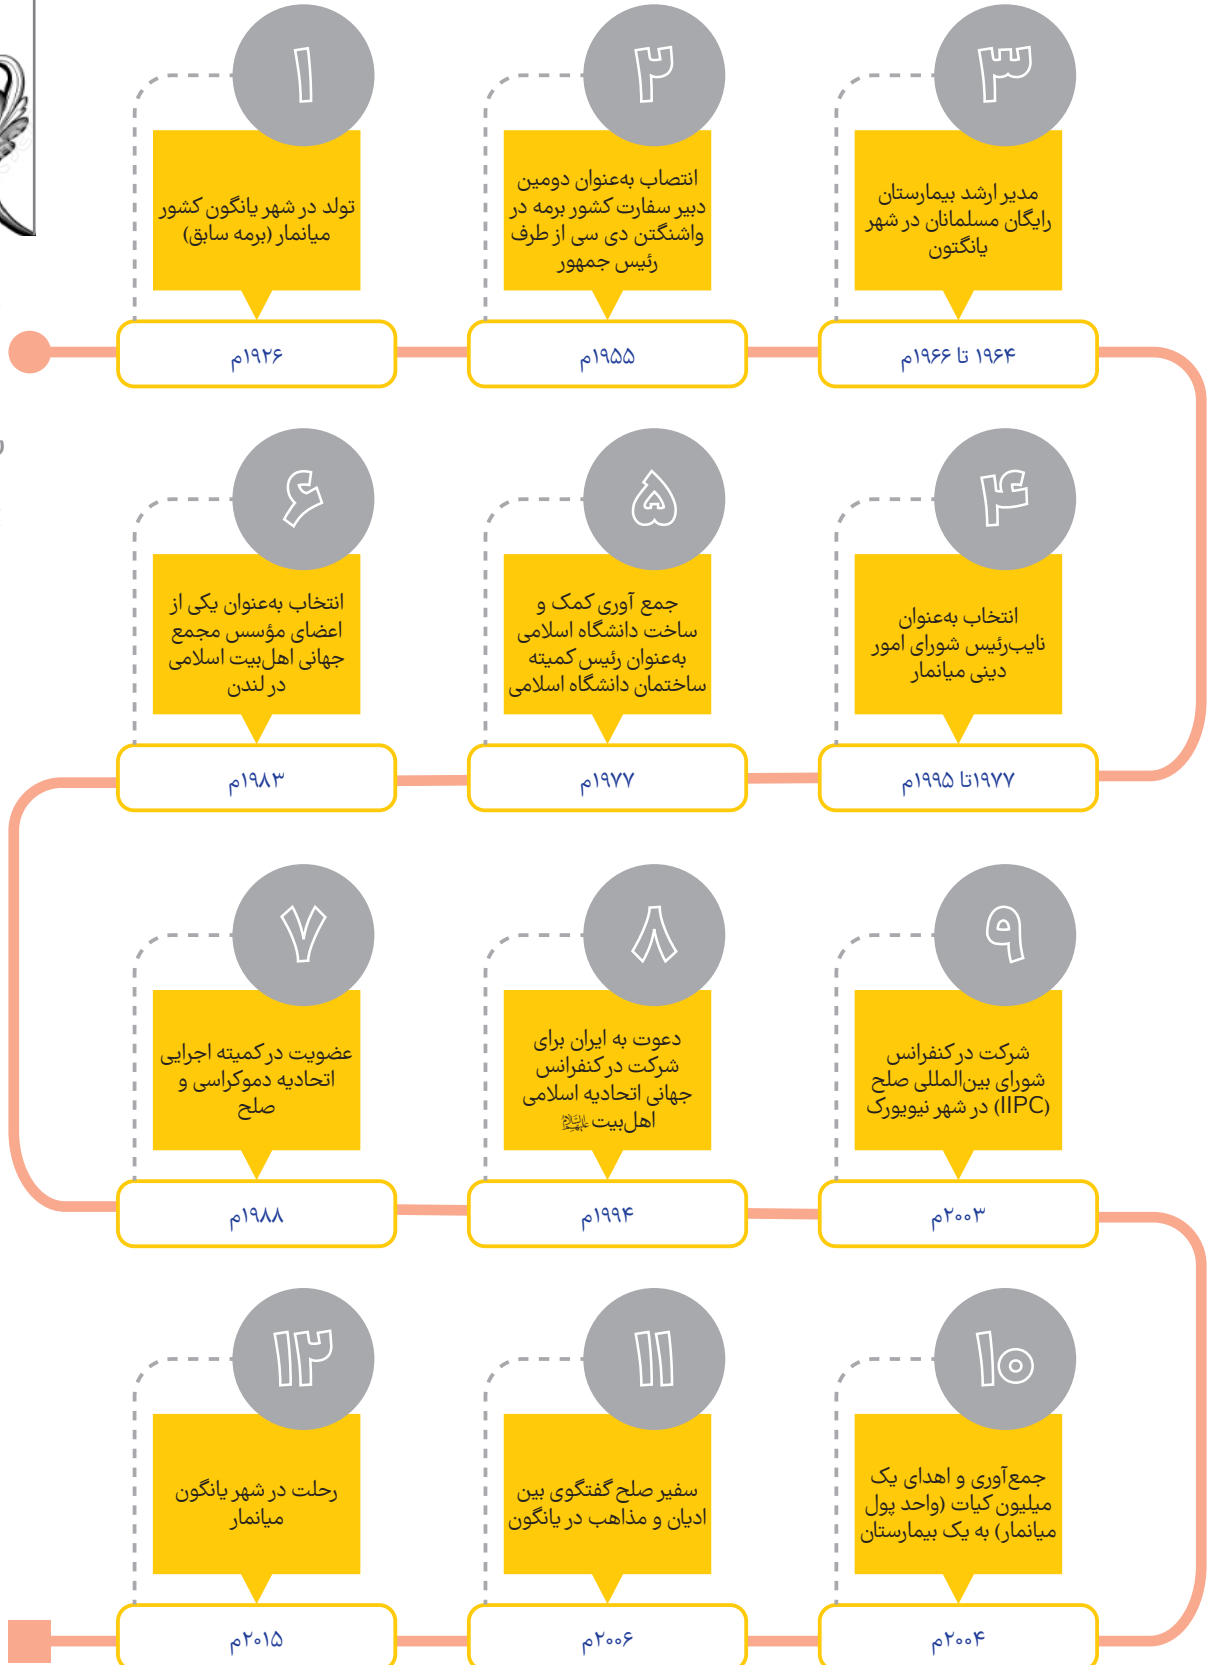 ۱
تولد در شهر یانگون کشور
میانمار (برمه سابق)
۱۹۲۶م
۲
انتصاب به‌عنوان دومین
دبیر سفارت کشور برمه در
واشنگتن دی سی از طرف
رئیس جمهور
۱۹۵۵م
۳
مدیر ارشد بیمارستان
رایگان مسلمانان در شهر
یانگتون
۱۹۶۴ تا ۱۹۶۶م
۴
انتخاب به‌عنوان
نایب‌رئیس شورای امور
دینی میانمار
۱۹۷۷تا ۱۹۹۵م
۵
جمع آوری کمک و
ساخت دانشگاه اسلامی
به‌عنوان رئیس کمیته
ساختمان دانشگاه اسلامی
۱۹۷۷م
۶
انتخاب به‌عنوان یکی از
اعضای مؤسس مجمع
جهانی اهل‌بیت اسلامی
در لندن
۱۹۸۳م
۷
عضویت در کمیته اجرایی
اتحادیه دموکراسی و
صلح
۱۹۸۸م
۸
دعوت به ایران برای
شرکت در کنفرانس
جهانی اتحادیه اسلامی
اهل‌بیت علیهم‌السلام
۱۹۹۴م
۹
شرکت در کنفرانس
شورای بین‌المللی صلح
(IIPC) در شهر نیویورک
۲۰۰۳م
۱۰
جمع‌آوری و اهدای یک
میلیون کیات (واحد پول
میانمار) به یک بیمارستان
۲۰۰۴م
۱۱
سفیر صلح گفتگوی بین
ادیان و مذاهب در یانگون
۲۰۰۶م
۱۲
رحلت در شهر یانگون
میانمار
۲۰۱۵م